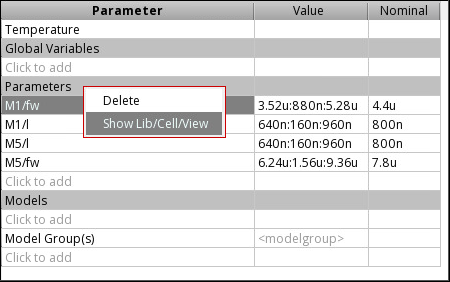 Parameter Value Nominal
Temperature
Global Variables
Click to add
Parameters
M1/fw 3.52u:880n:5.28u 4.4u
Delete
Show Lib/Cell/View
M1/l 640n:160n:960n 800n
M5/l 640n:160n:960n 800n
M5/fw 6.24u:1.56u:9.36u 7.8u
Click to add
Models
Click to add
Model Group(s) <modelgroup>
Click to add